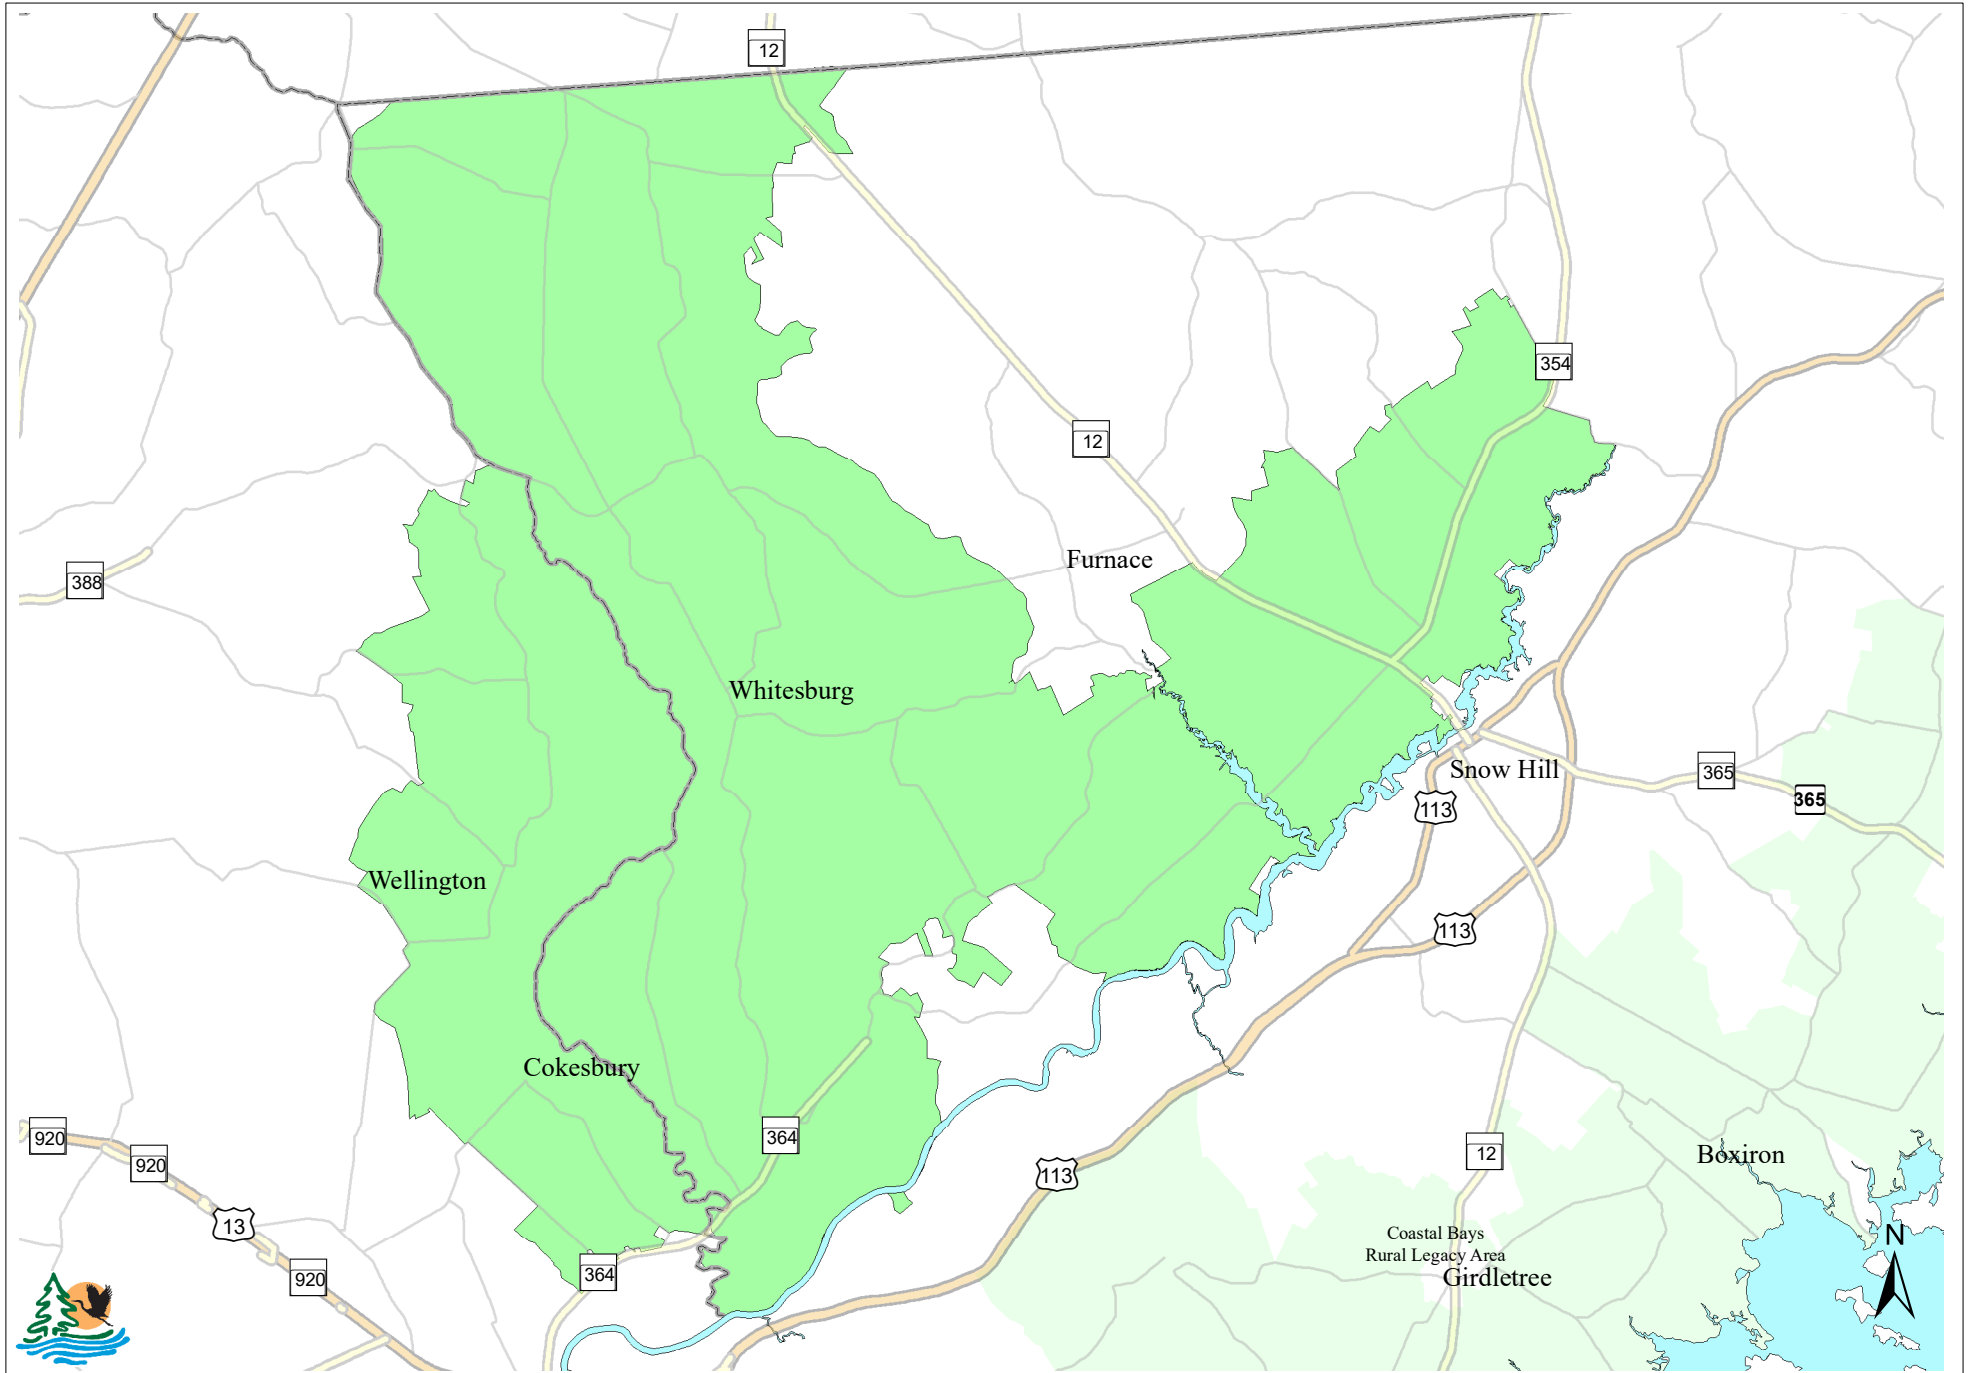 12
354
12
Furnace
388
Whitesburg
Snow Hill
365
365
113
Wellington
113
Cokesbury
364
920
920
113
12
Boxiron
13
Coastal Bays
Rural Legacy Area
Girdletree
N
920
364